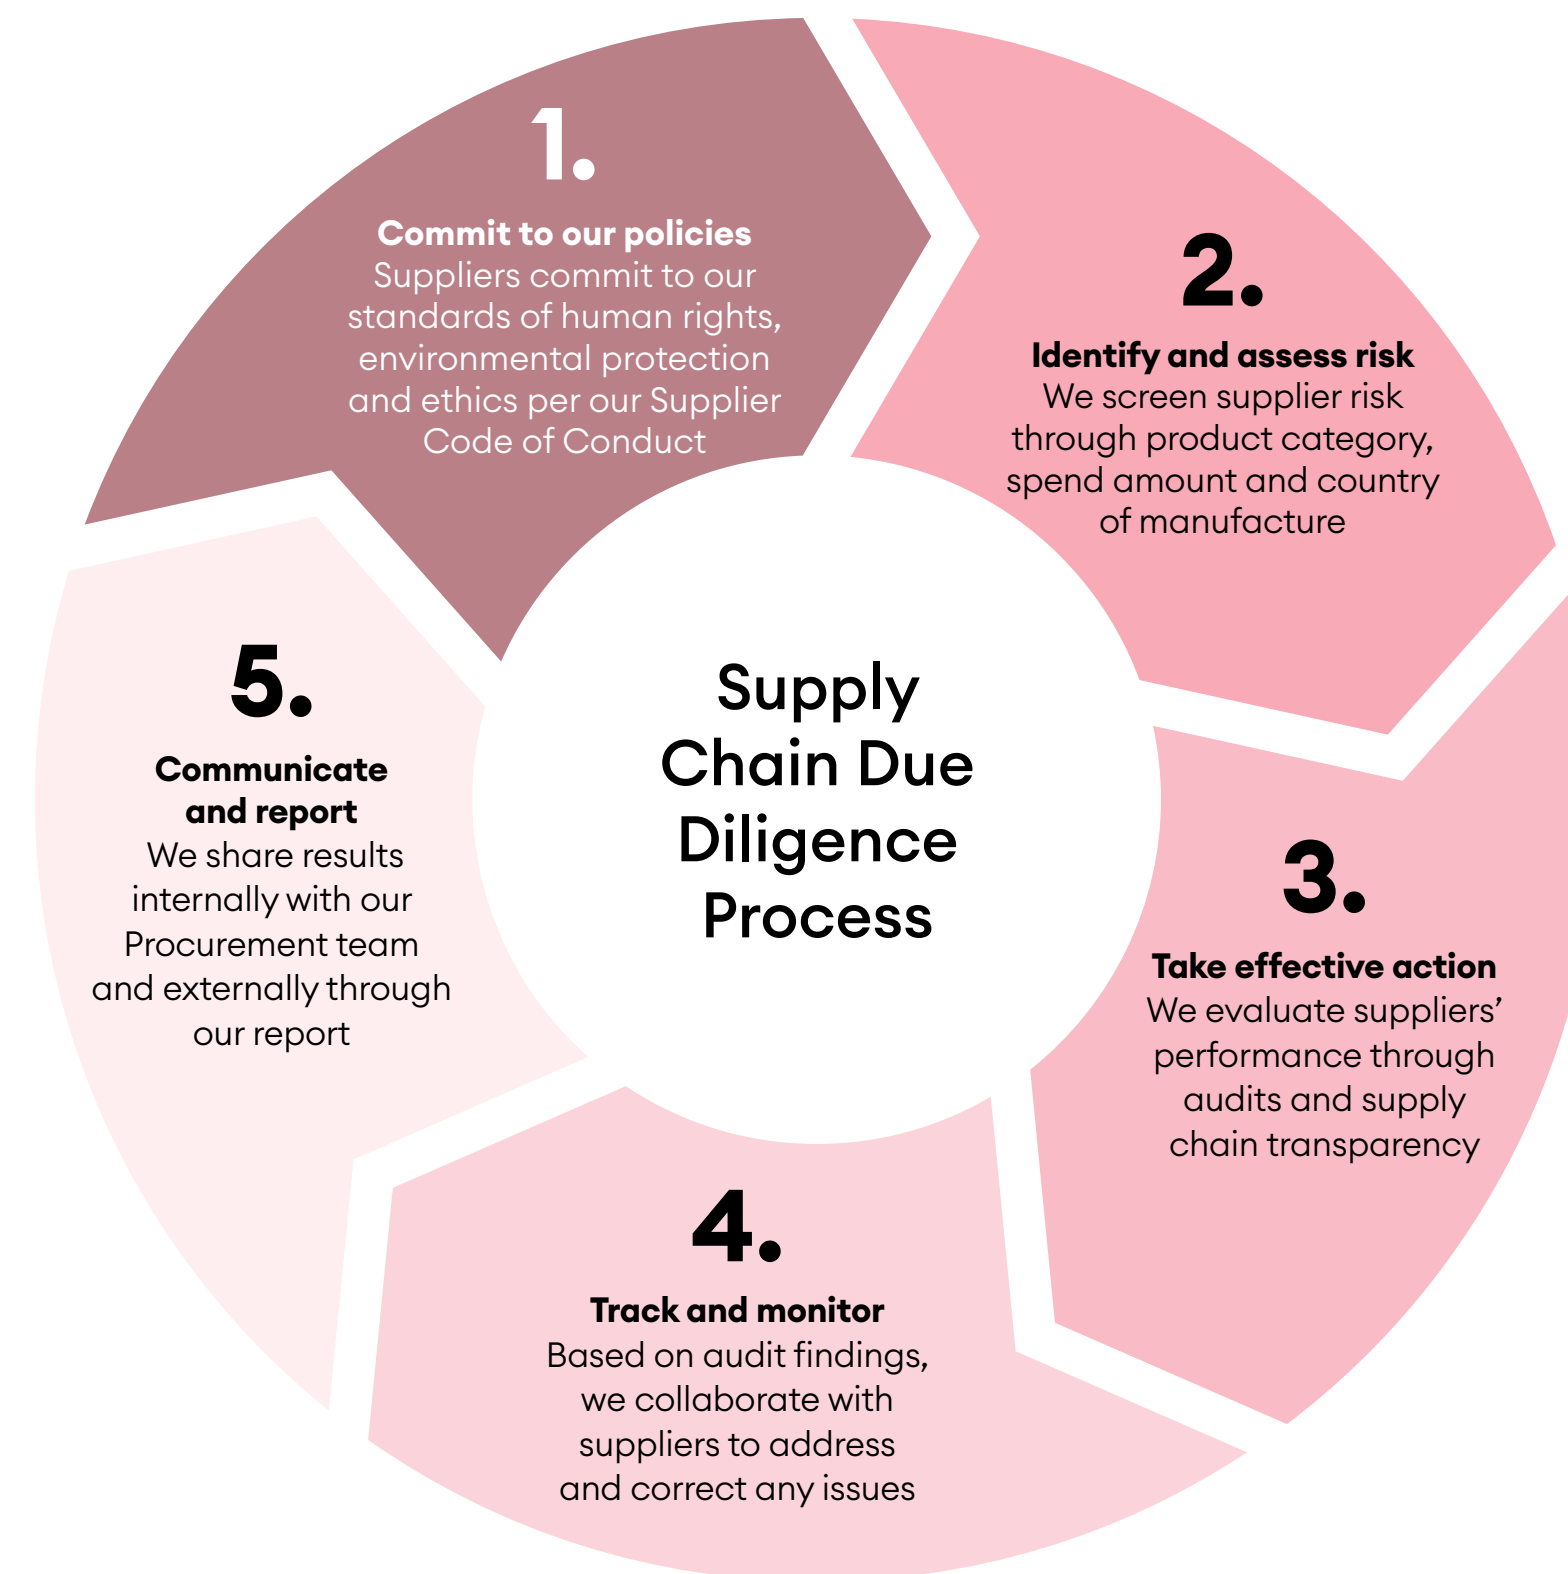 1.
Commit to our policies
Suppliers commit to our
standards of human rights,
environmental protection
and ethics per our Supplier
Code of Conduct
2.
Identify and assess risk
We screen supplier risk
through product category,
spend amount and country
of manufacture
3.
Take effective action
We evaluate suppliers’
performance through
audits and supply
chain transparency
4.
Track and monitor
Based on audit findings,
we collaborate with
suppliers to address
and correct any issues
5.
Communicate
and report
We share results
internally with our
Procurement team
and externally through
our report
Supply
Chain Due
Diligence
Process